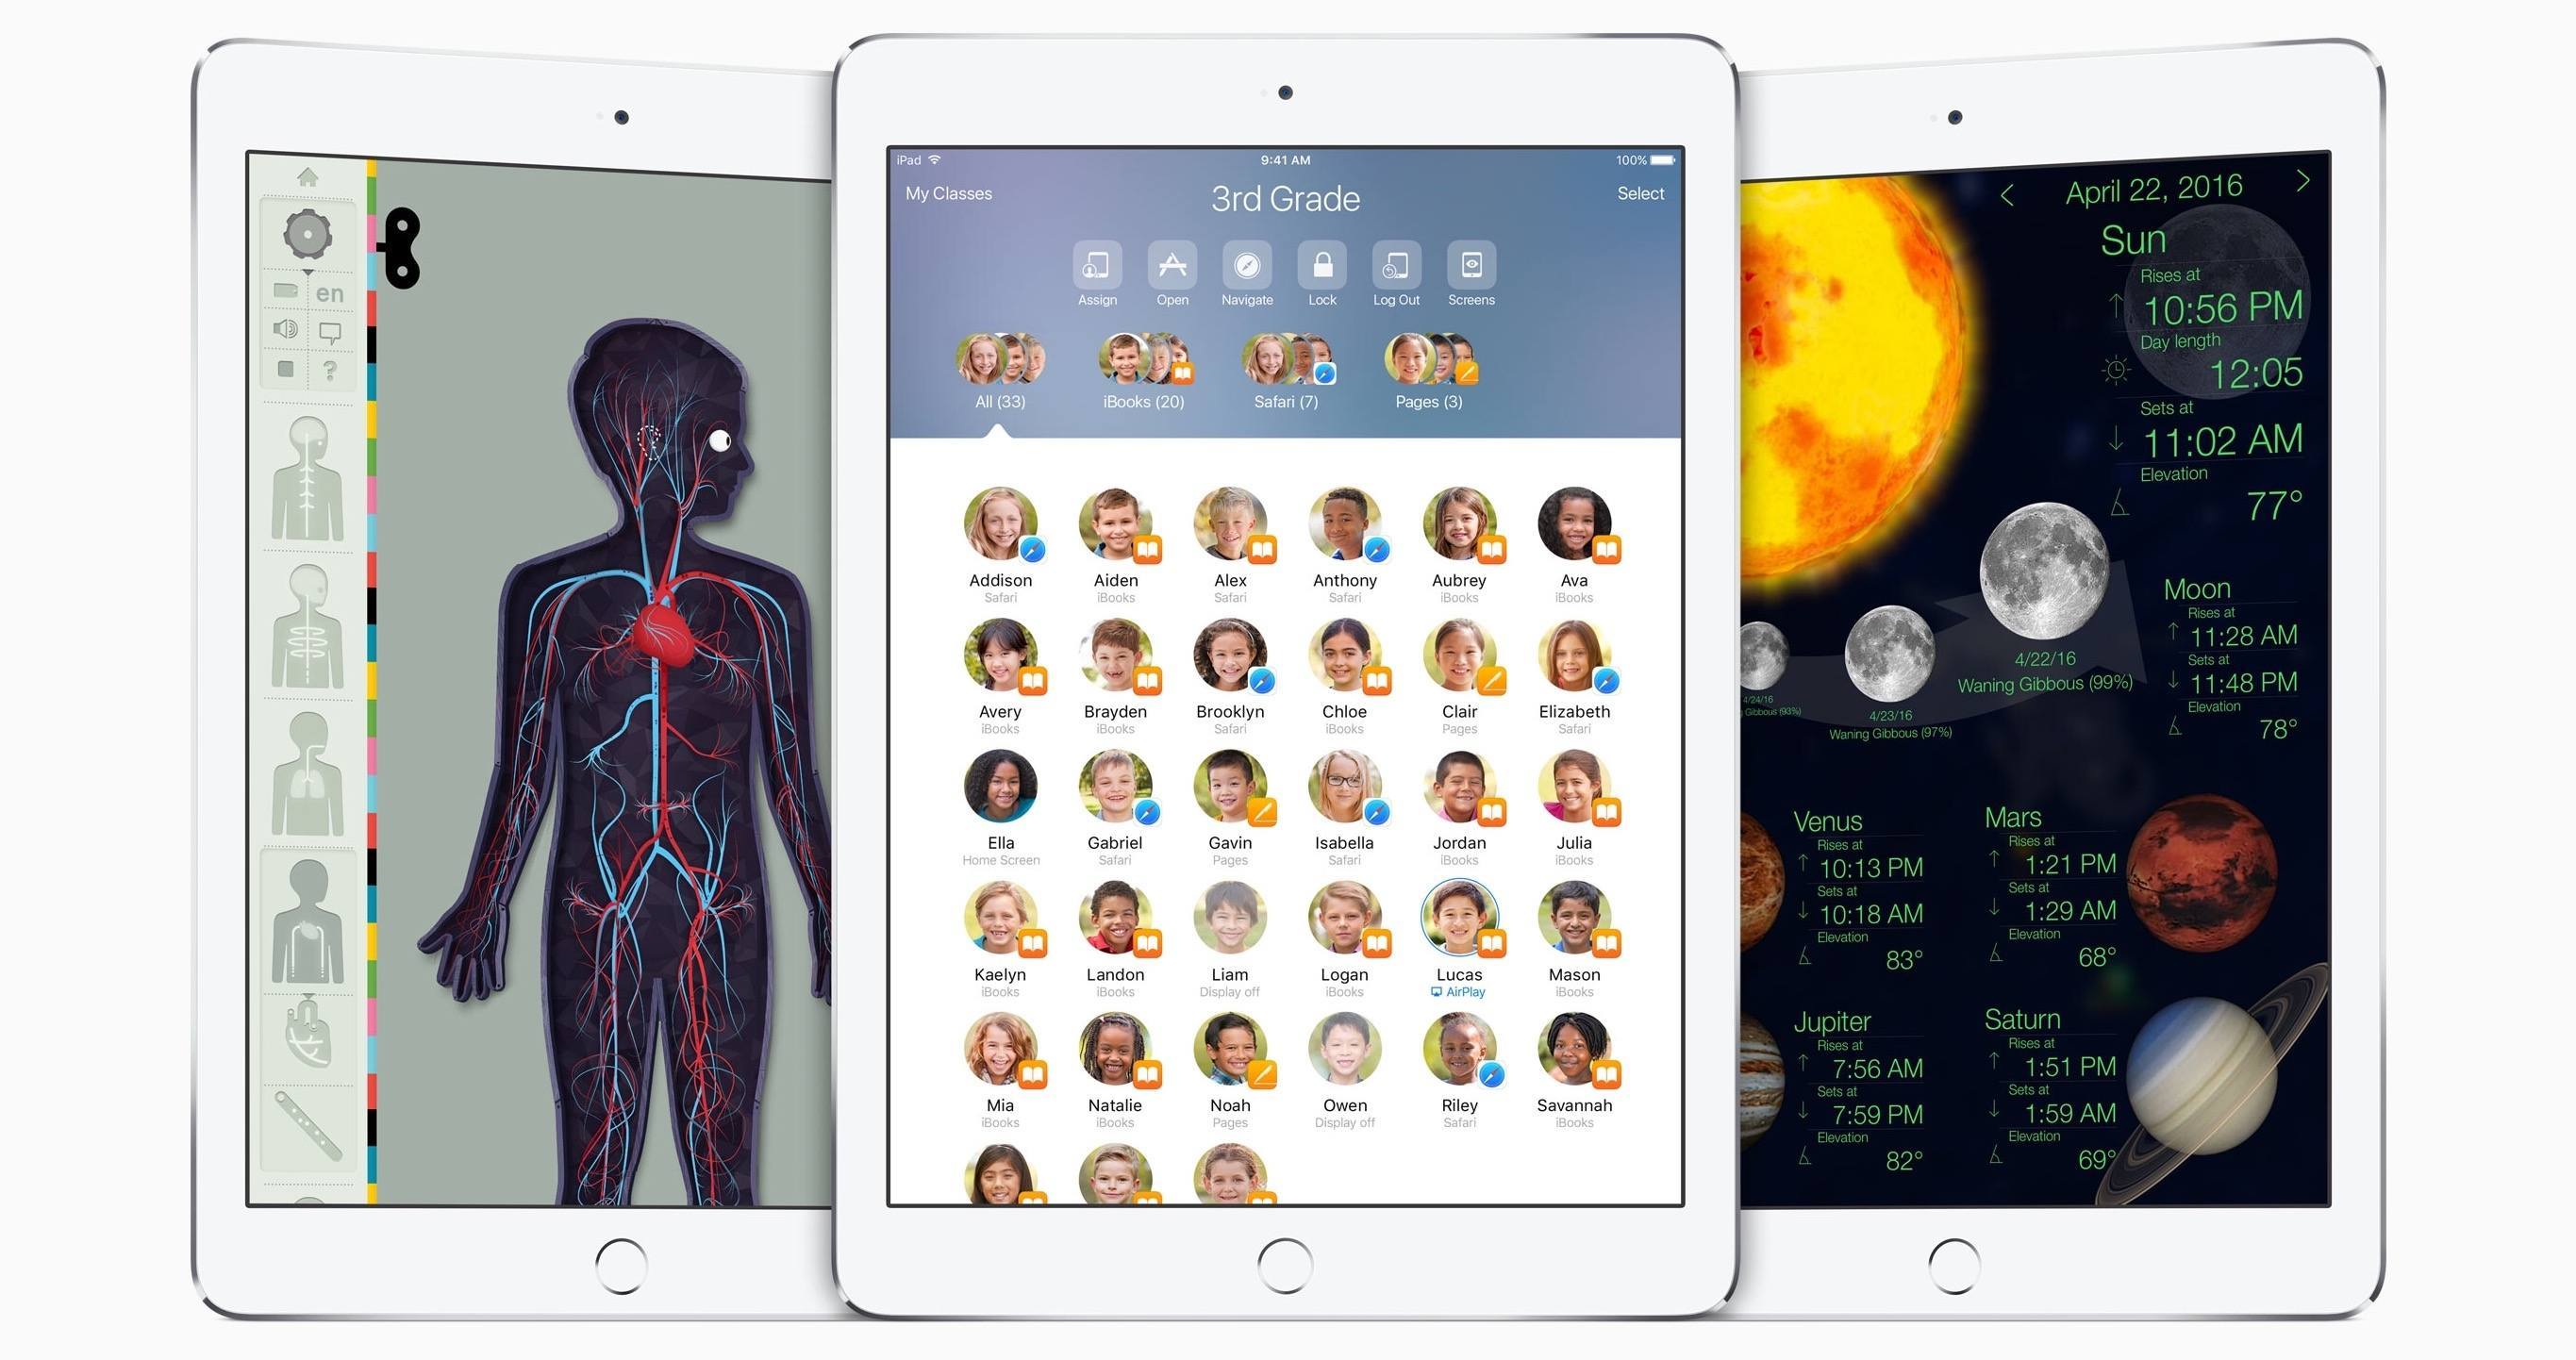 en
?
iPad
9:41 AM
100%
My Classes
3rd Grade
Select
Assign
Open
Navigate
Lock
Log Out
Screens
All (33)
iBooks (20)
Safari (7)
Pages (3)
Addison
Safari
Aiden
iBooks
Alex
Safari
Anthony
Safari
Aubrey
iBooks
Ava
iBooks
Avery
iBooks
Brayden
iBooks
Brooklyn
Safari
Chloe
iBooks
Clair
Pages
Elizabeth
Safari
Ella
Home Screen
Gabriel
Safari
Gavin
Pages
Isabella
Safari
Jordan
iBooks
Julia
iBooks
Kaelyn
iBooks
Landon
iBooks
Liam
Display off
Logan
iBooks
Lucas
AirPlay
Mason
iBooks
Mia
iBooks
Natalie
iBooks
Noah
Pages
Owen
Display off
Riley
Safari
Savannah
iBooks
April 22, 2016
Sun
Rises at
10:56 PM
Day length
12:05
Sets at
11:02 AM
Elevation
77°
Moon
Rises at
11:28 AM
Sets at
11:48 PM
Elevation
78°
4/22/16
Waning Gibbous (99%)
4/23/16
Waning Gibbous (97%)
4/24/16
g Gibbous (93%)
Venus
Rises at
10:13 PM
Sets at
10:18 AM
Elevation
83°
Mars
Rises at
1:21 PM
Sets at
1:29 AM
Elevation
68°
Jupiter
Rises at
7:56 AM
Sets at
7:59 PM
Elevation
82°
Saturn
Rises at
1:51 PM
Sets at
1:59 AM
Elevation
69°